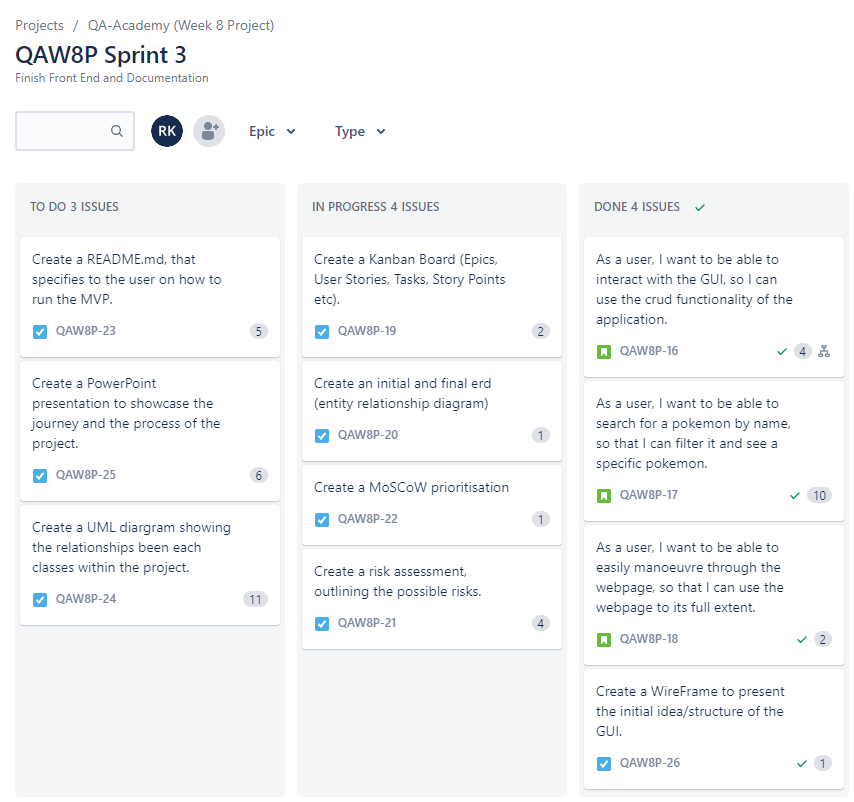 Projects / QA-Academy (Week 8 Project)
QAW8P Sprint 3
Finish Front End and Documentation
RK
Epic
Type
TO DO 3 ISSUES
Create a README.md, that
specifies to the user on how to
run the MVP.
QAW8P-23 5
Create a PowerPoint
presentation to showcase the
journey and the process of the
project.
QAW8P-25 6
Create a UML diargram showing
the relationships been each
classes within the project.
QAW8P-24 11
IN PROGRESS 4 ISSUES
Create a Kanban Board (Epics,
User Stories, Tasks, Story Points
etc).
QAW8P-19 2
Create an initial and final erd
(entity relationship diagram)
QAW8P-20 1
Create a MoSCoW prioritisation
QAW8P-22 1
Create a risk assessment,
outlining the possible risks.
QAW8P-21 4
DONE 4 ISSUES
As a user, I want to be able to
interact with the GUI, so I can
use the crud functionality of the
application.
QAW8P-16 4
As a user, I want to be able to
search for a pokemon by name,
so that I can filter it and see a
specific pokemon.
QAW8P-17 10
As a user, I want to be able to
easily manoeuvre through the
webpage, so that I can use the
webpage to its full extent.
QAW8P-18 2
Create a WireFrame to present
the initial idea/structure of the
GUI.
QAW8P-26 1